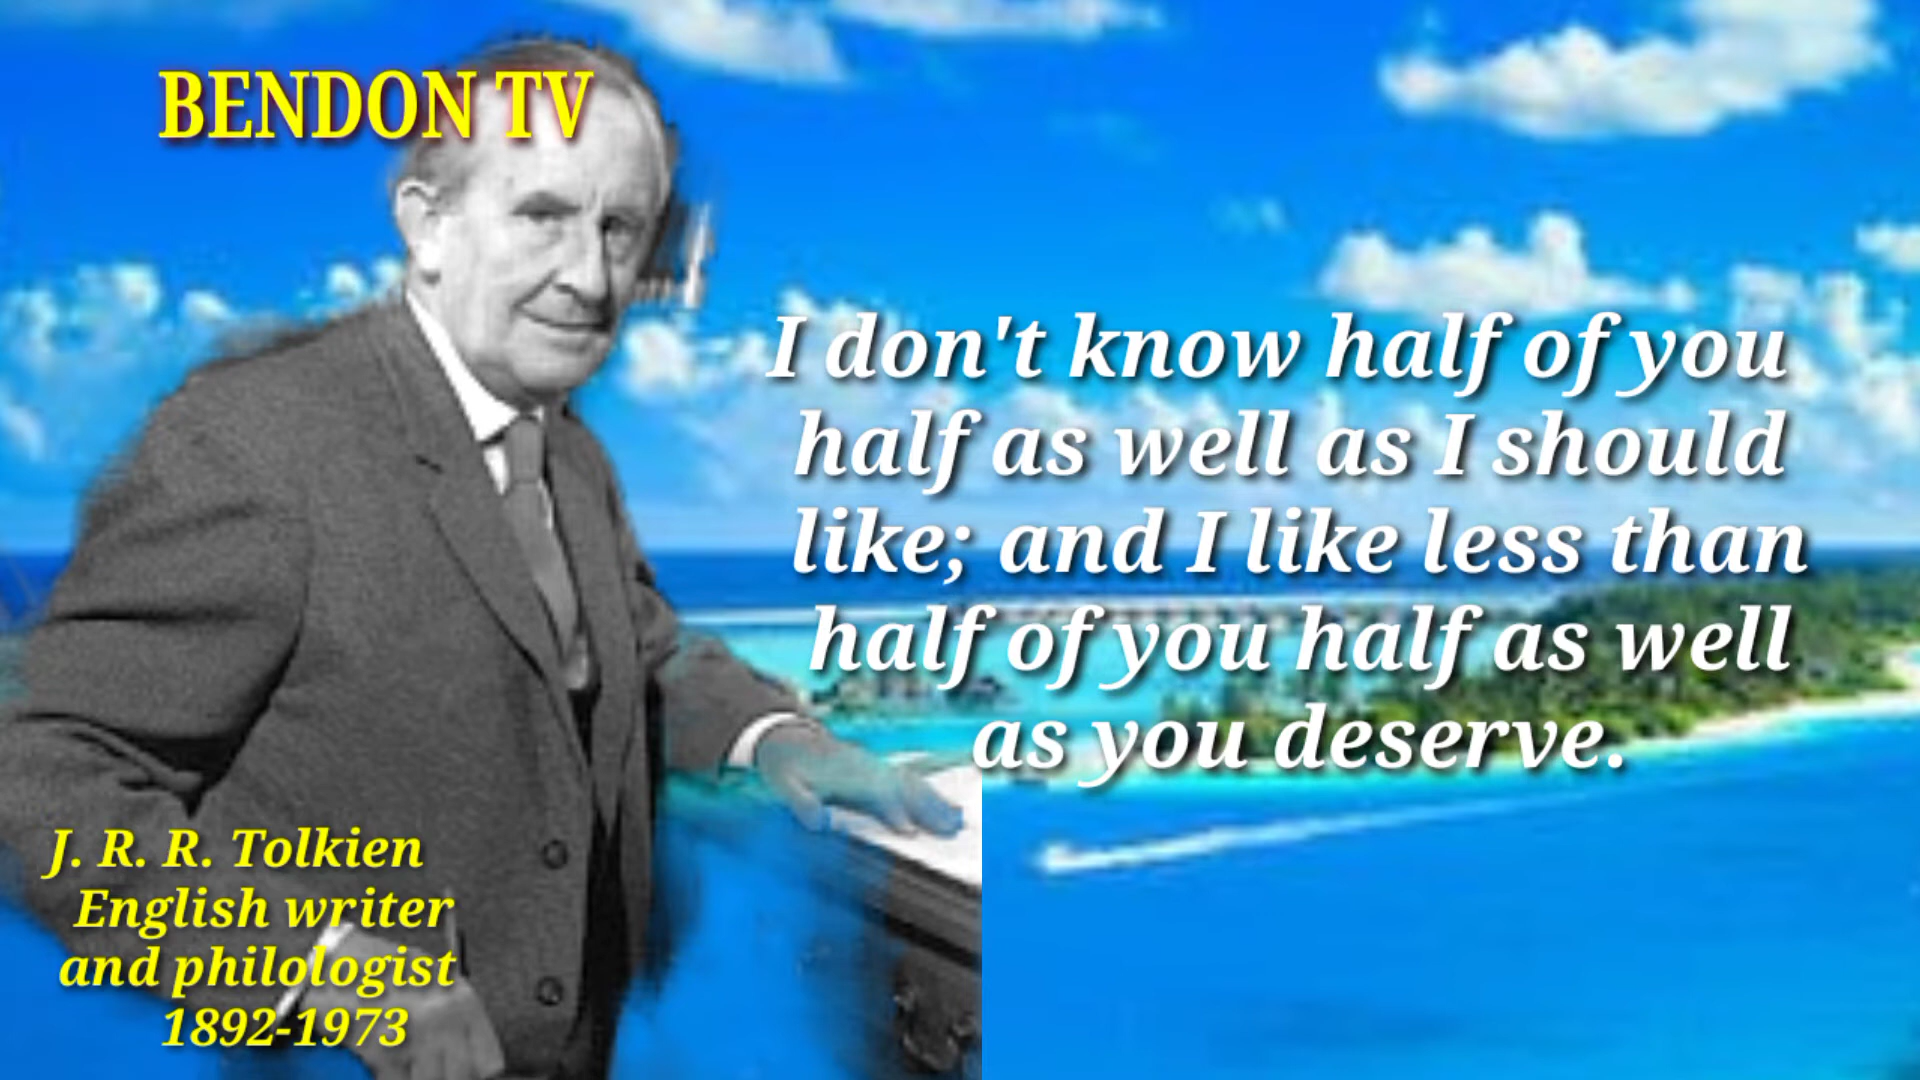 BENDON TV
I don't know half of you
half as well as I should
like; and I like less than
half of you half as well
as you deserve.
J. R. R. Tolkien
English writer
and philologist
1892-1973